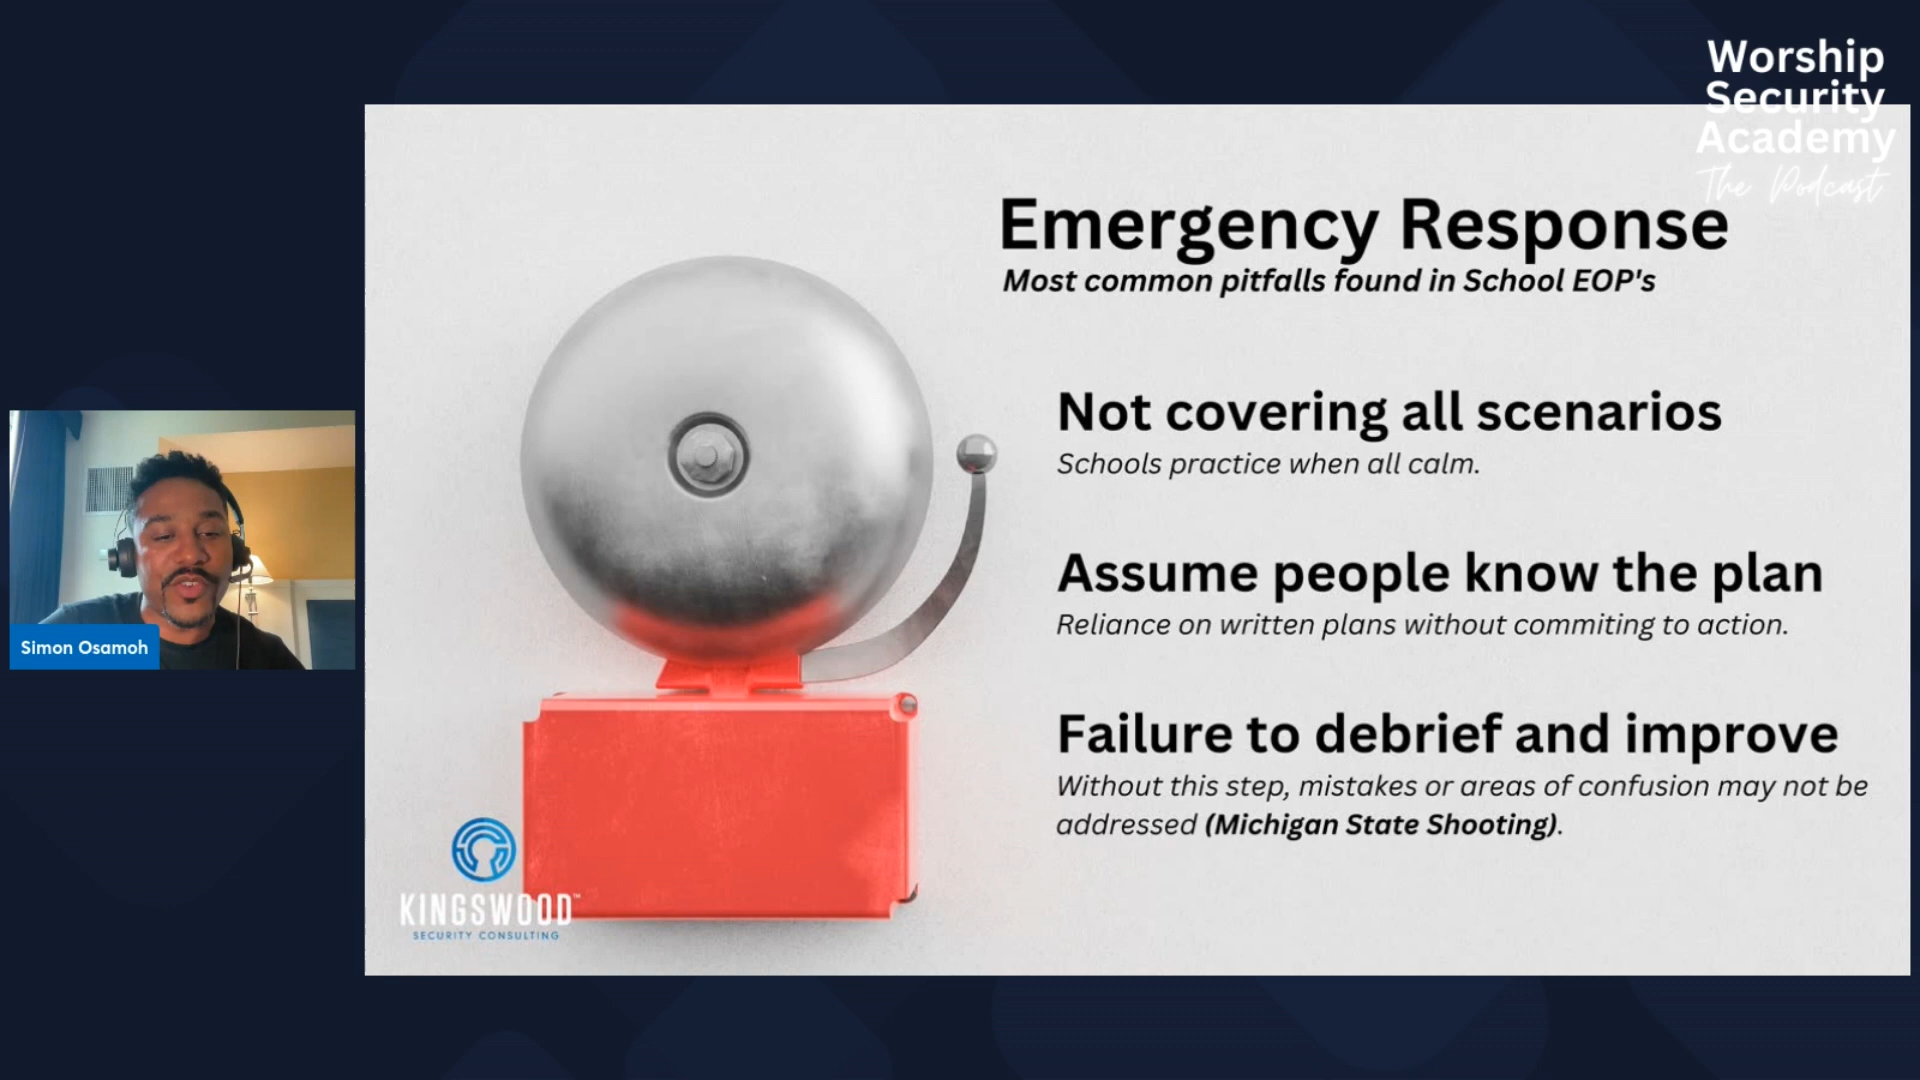 Worship
Security
Academy
The Podcast
Emergency Response
Most common pitfalls found in School EOP's
Not covering all scenarios
Schools practice when all calm.
Assume people know the plan
Reliance on written plans without commiting to action.
Failure to debrief and improve
Without this step, mistakes or areas of confusion may not be
addressed (Michigan State Shooting).
Simon Osamoh
KINGSWOOD™
SECURITY CONSULTING